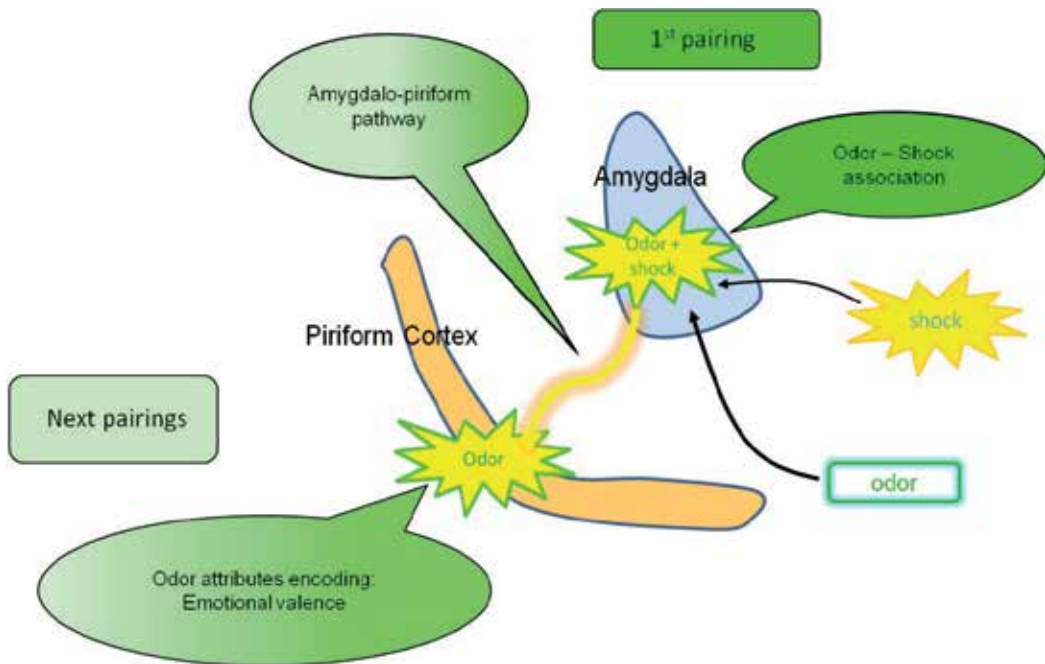 1st pairing
Amygdalo-piriform
pathway
Odor – Shock
association
Amygdala
Odor +
shock
shock
Piriform Cortex
Next pairings
Odor
odor
Odor attributes encoding:
Emotional valence